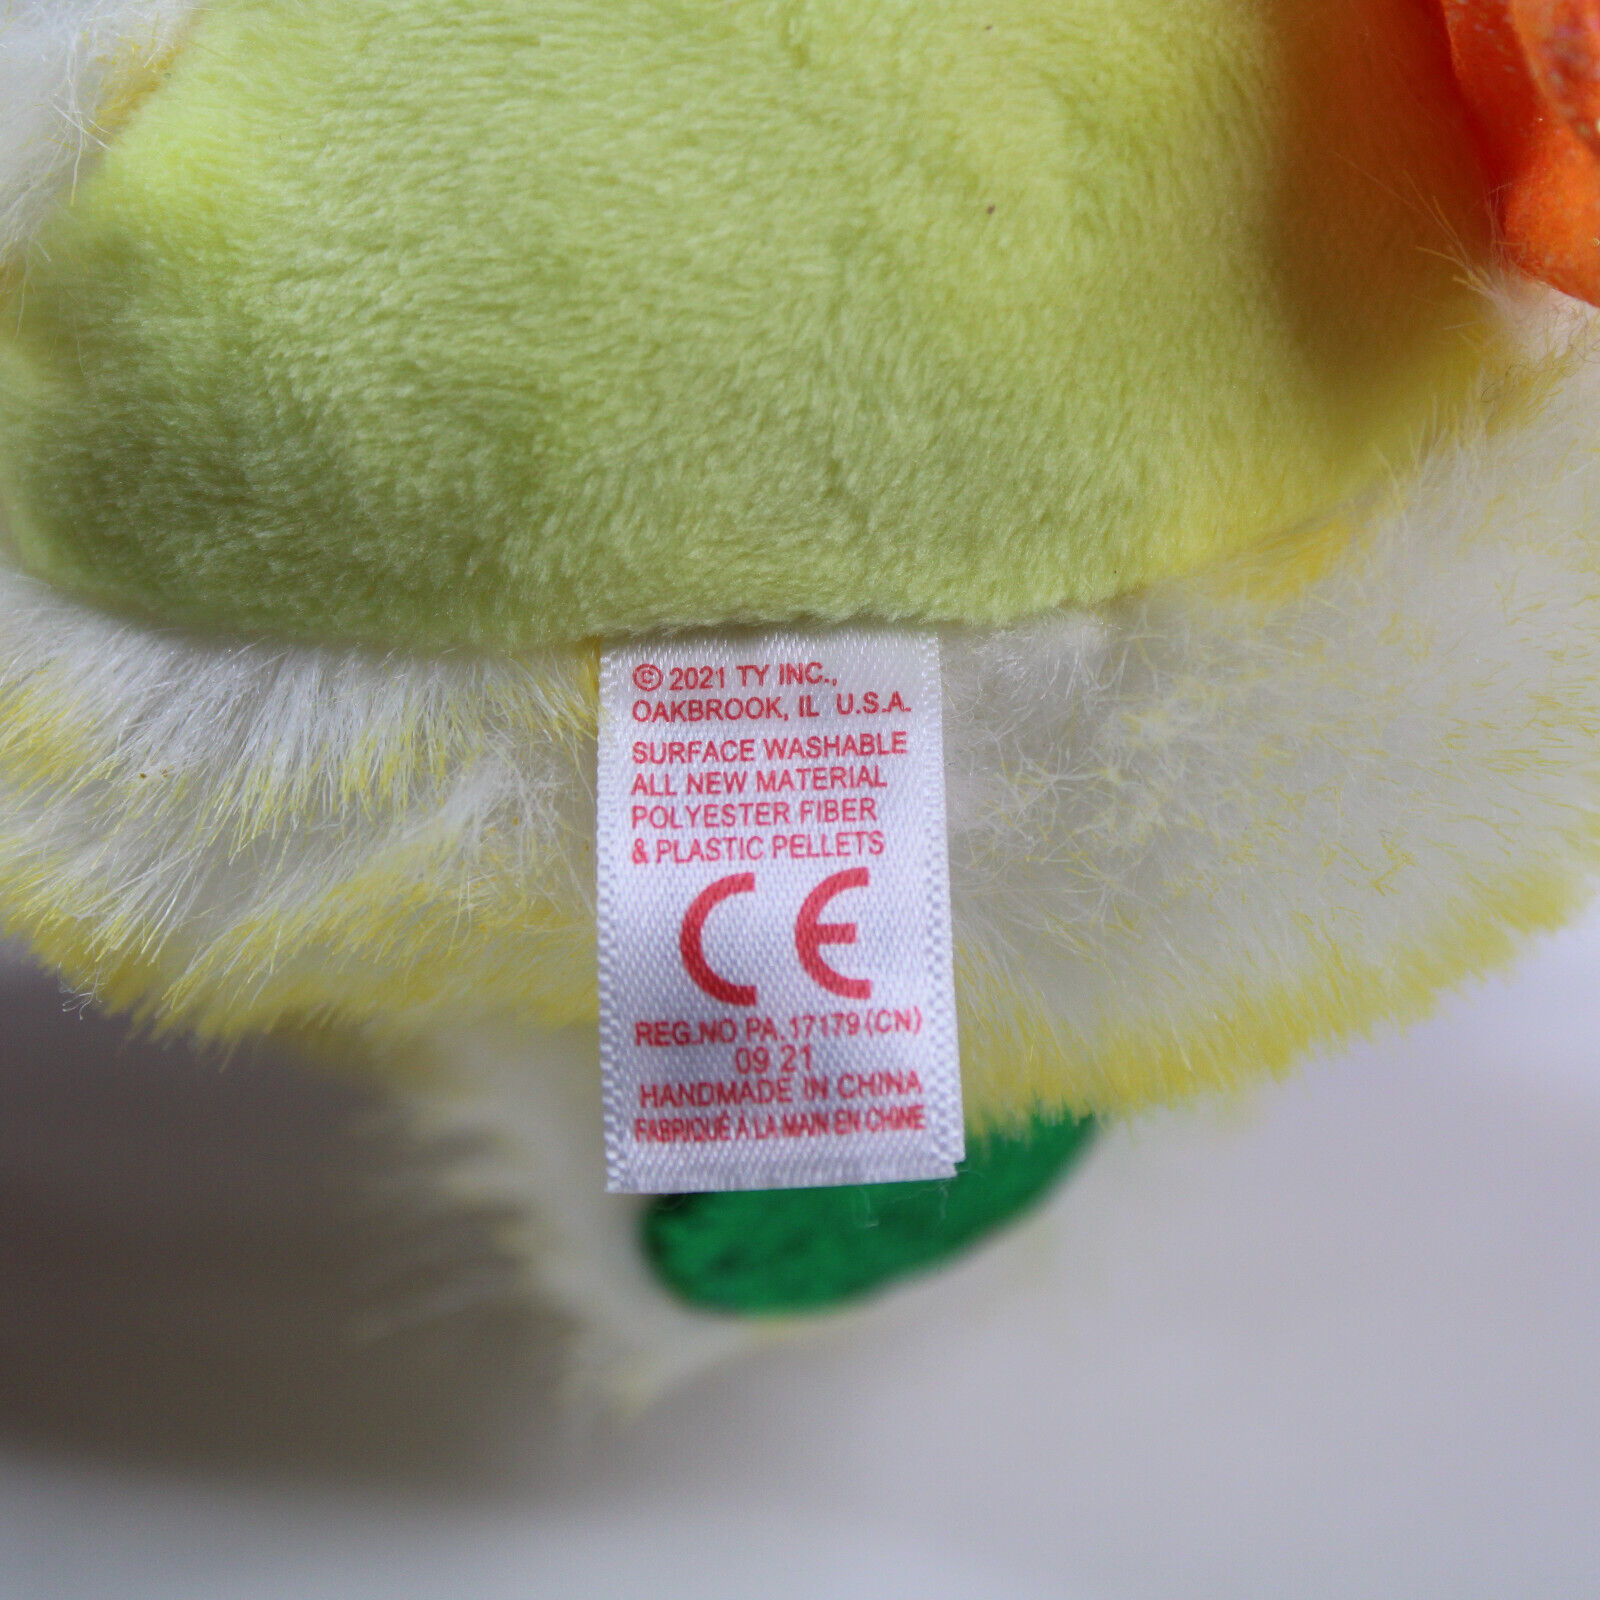 © 2021 TY INC.,
OAKBROOK, IL U.S.A.
SURFACE WASHABLE
ALL NEW MATERIAL
POLYESTER FIBER
& PLASTIC PELLETS
CE
REG.NO PA.17179(CN)
09 21
HANDMADE IN CHINA
FABRIQUÉ À LA MAIN EN CHINE